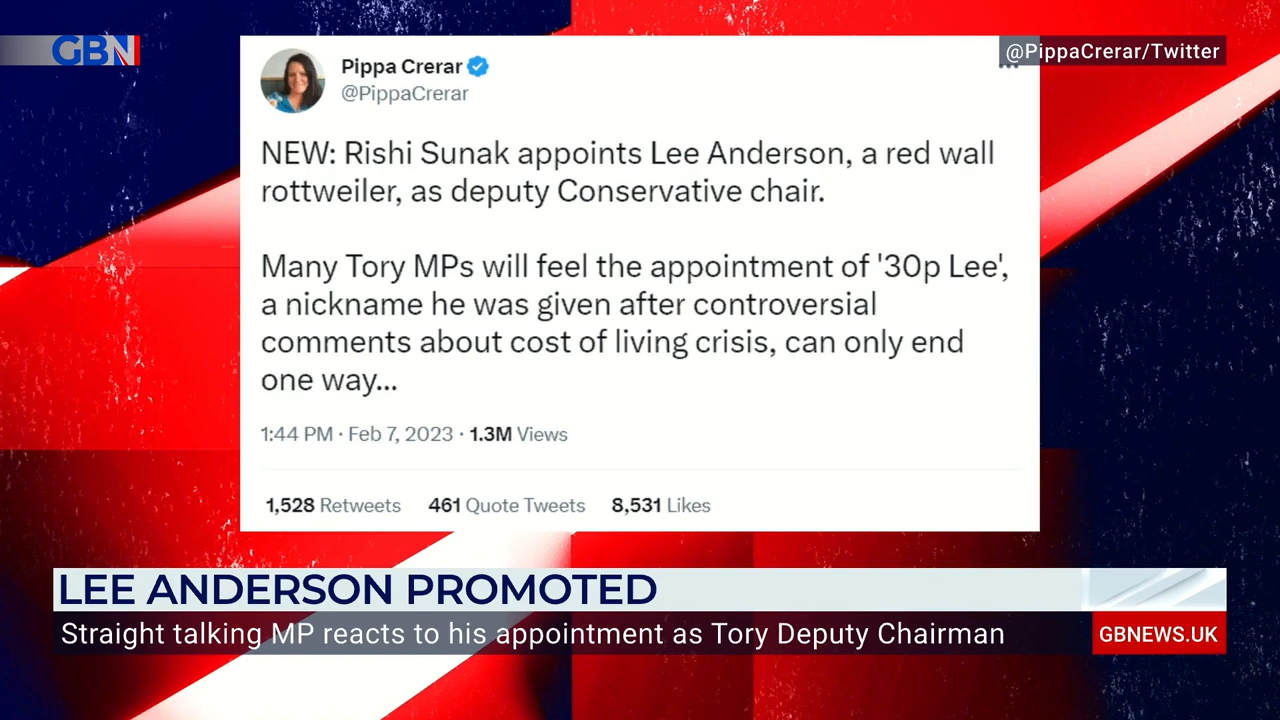 GBN
@PippaCrerar/Twitter
Pippa Crerar
@PippaCrerar
NEW: Rishi Sunak appoints Lee Anderson, a red wall
rottweiler, as deputy Conservative chair.
Many Tory MPs will feel the appointment of '30p Lee',
a nickname he was given after controversial
comments about cost of living crisis, can only end
one way...
1:44 PM · Feb 7, 2023 · 1.3M Views
1,528 Retweets 461 Quote Tweets 8,531 Likes
LEE ANDERSON PROMOTED
Straight talking MP reacts to his appointment as Tory Deputy Chairman
GBNEWS.UK